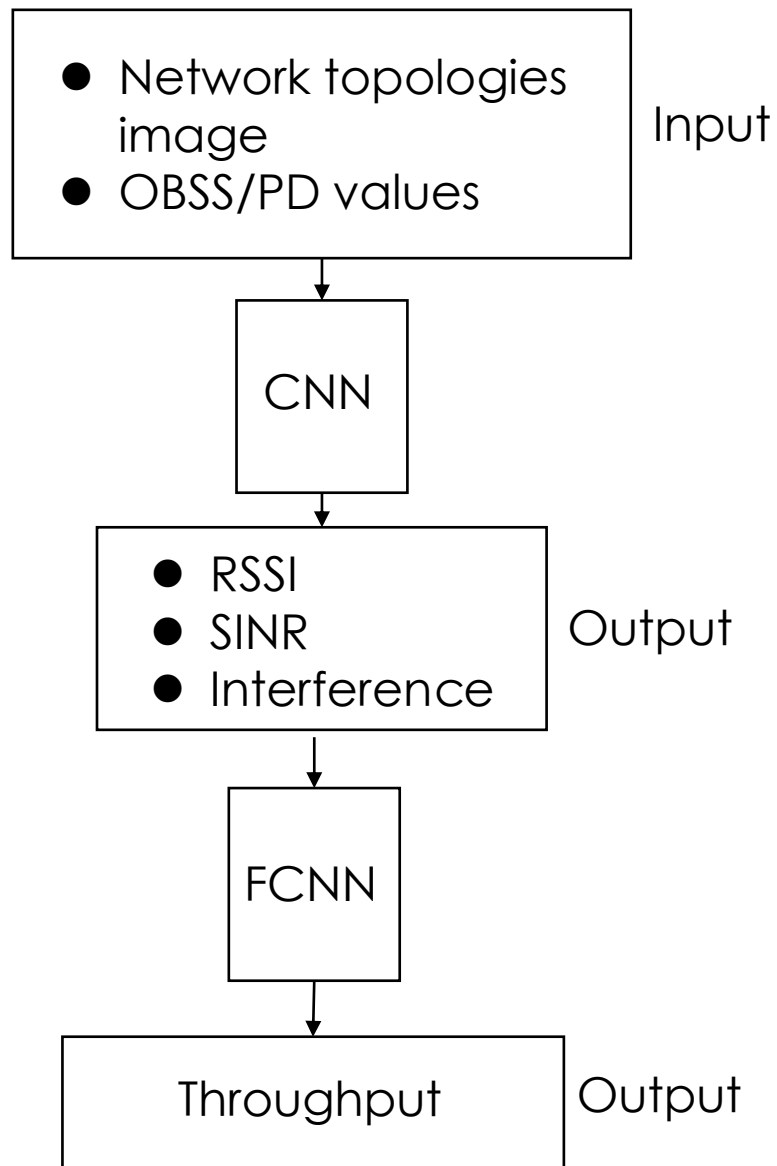 ● Network topologies
image
● OBSS/PD values
Input
CNN
● RSSI
● SINR
● Interference
Output
FCNN
Throughput
Output